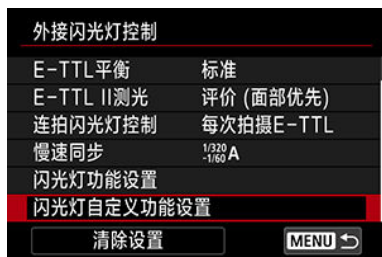 外接闪光灯控制
E-TTL平衡 标准
E-TTL II测光 评价 (面部优先)
连拍闪光灯控制 每次拍摄E-TTL
慢速同步 1/320-1/60 A
闪光灯功能设置
闪光灯自定义功能设置
清除设置 MENU